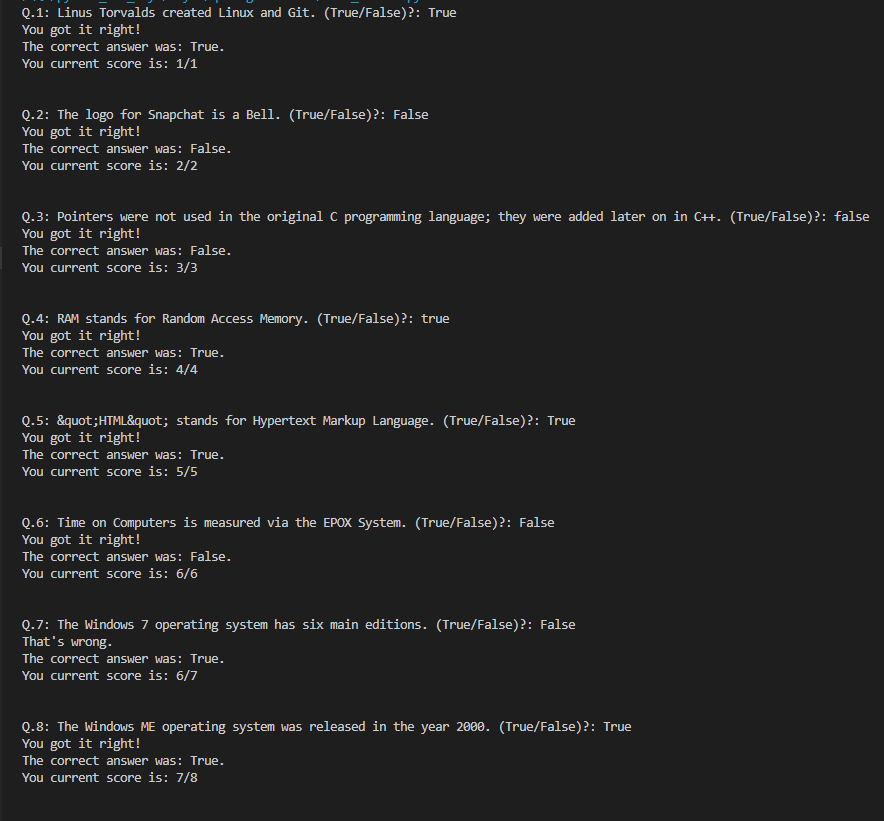 Q.1: Linus Torvalds created Linux and Git. (True/False)?: True
You got it right!
The correct answer was: True.
You current score is: 1/1
Q.2: The logo for Snapchat is a Bell. (True/False)?: False
You got it right!
The correct answer was: False.
You current score is: 2/2
Q.3: Pointers were not used in the original C programming language; they were added later on in C++. (True/False)?: false
You got it right!
The correct answer was: False.
You current score is: 3/3
Q.4: RAM stands for Random Access Memory. (True/False)?: true
You got it right!
The correct answer was: True.
You current score is: 4/4
Q.5: &quot;HTML&quot; stands for Hypertext Markup Language. (True/False)?: True
You got it right!
The correct answer was: True.
You current score is: 5/5
Q.6: Time on Computers is measured via the EPOX System. (True/False)?: False
You got it right!
The correct answer was: False.
You current score is: 6/6
Q.7: The Windows 7 operating system has six main editions. (True/False)?: False
That's wrong.
The correct answer was: True.
You current score is: 6/7
Q.8: The Windows ME operating system was released in the year 2000. (True/False)?: True
You got it right!
The correct answer was: True.
You current score is: 7/8